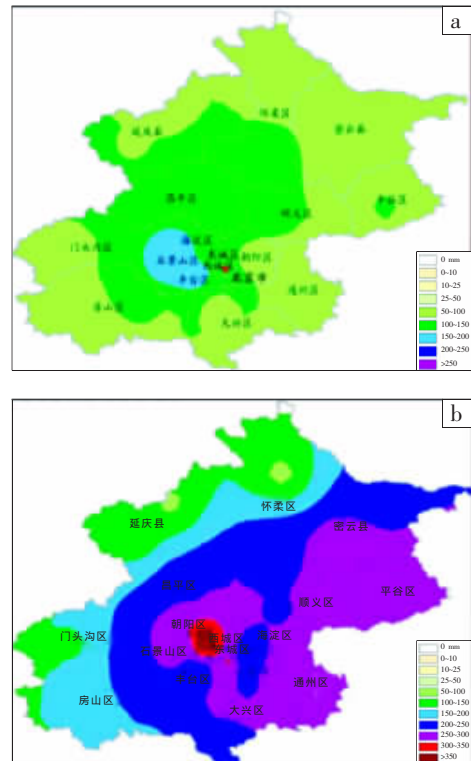 a
延庆县
怀柔区
密云县
平谷区
昌平区
顺义区
海淀区
门头沟区
石景山区
东城区
朝阳区
西城区
丰台区
北京市
通州区
房山区
大兴区
0 mm
0~10
10~25
25~50
50~100
100~150
150~200
200~250
>250
b
怀柔区
延庆县
密云县
昌平区
平谷区
顺义区
朝阳区
门头沟区
西城区
海淀区
石景山区
东城区
丰台区
通州区
房山区
大兴区
0 mm
0~10
10~25
25~50
50~100
100~150
150~200
200~250
250~300
300~350
>350